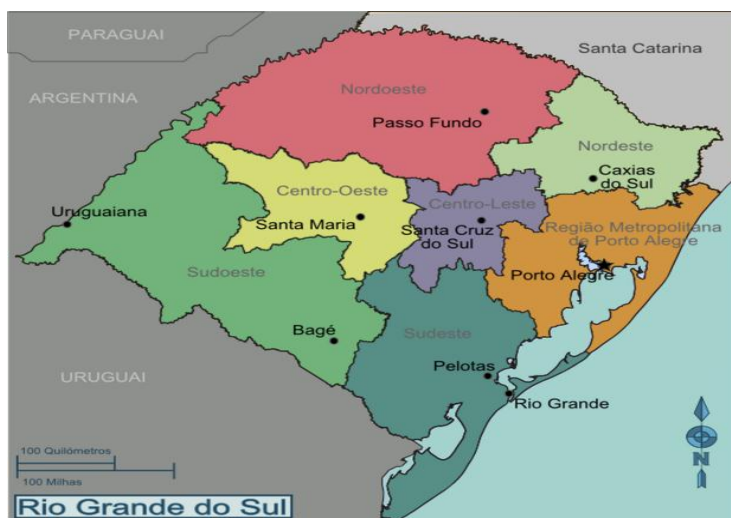 PARAGUAI
Santa Catarina
ARGENTINA
Nordoeste
Passo Fundo
Nordeste
Caxias
do Sul
Centro-Oeste
Centro-Leste
Uruguaiana
Santa Maria
Santa Cruz
do Sul
Região Metropolitana
de Porto Alegre
Sudoeste
Porto Alegre
Bagé
Sudeste
Pelotas
URUGUAI
Rio Grande
100 Quilómetros
100 Milhas
N
Rio Grande do Sul